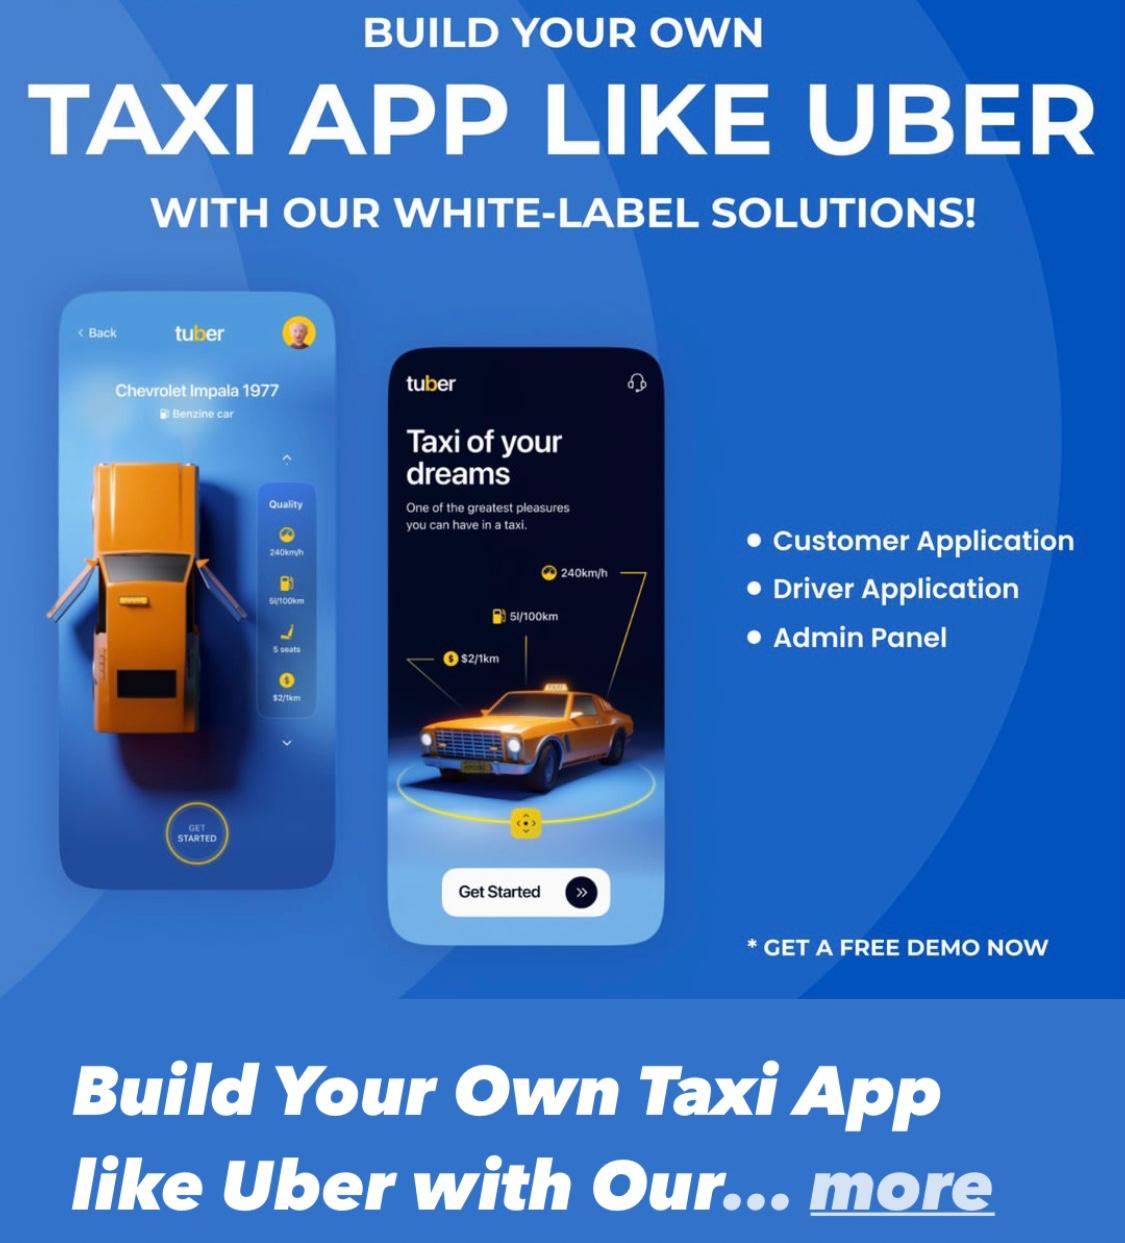 BUILD YOUR OWN
TAXI APP LIKE UBER
WITH OUR WHITE-LABEL SOLUTIONS!
< Back
tuber
Chevrolet Impala 1977
Benzine car
Quality
240km/h
5l/100km
5 seats
$2/1km
GET
STARTED
tuber
Taxi of your
dreams
One of the greatest pleasures
you can have in a taxi.
240km/h
5l/100km
$2/1km
TAXI
Get Started
• Customer Application
• Driver Application
• Admin Panel
* GET A FREE DEMO NOW
Build Your Own Taxi App
like Uber with Our... more